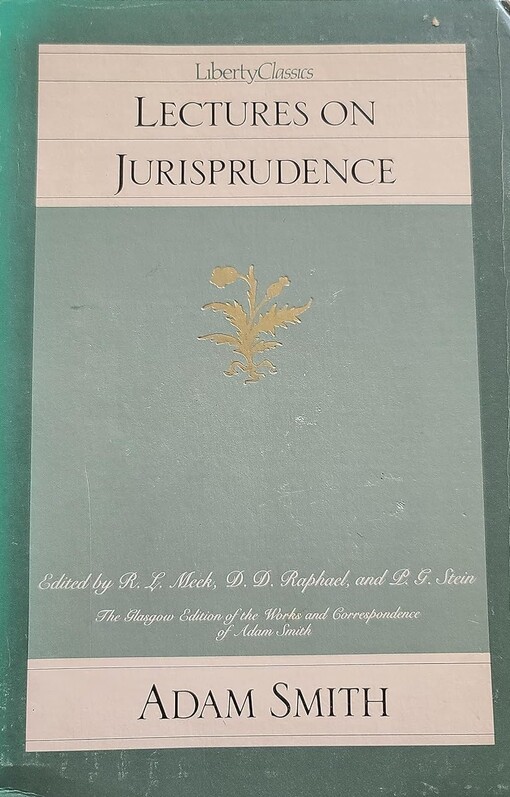 LibertyClassics
LECTURES ON
JURISPRUDENCE
Edited by R. L. Meek, D. D. Raphael, and P. G. Stein
The Glasgow Edition of the Works and Correspondence
of Adam Smith
ADAM SMITH